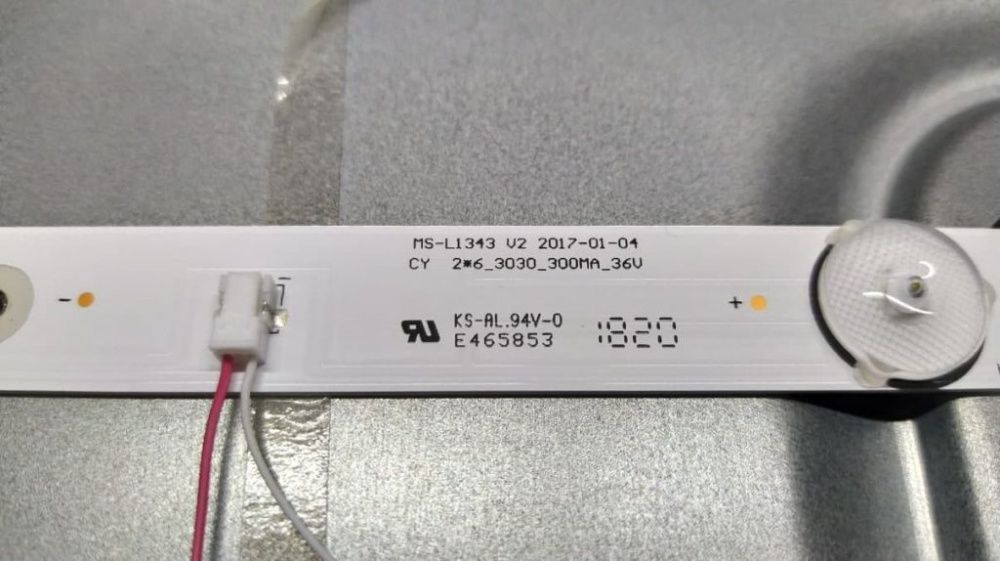 MS-L1343 V2 2017-01-04
CY 2*6_3030_300MA_36V
KS-AL.94V-0
E465853
1820
-
+